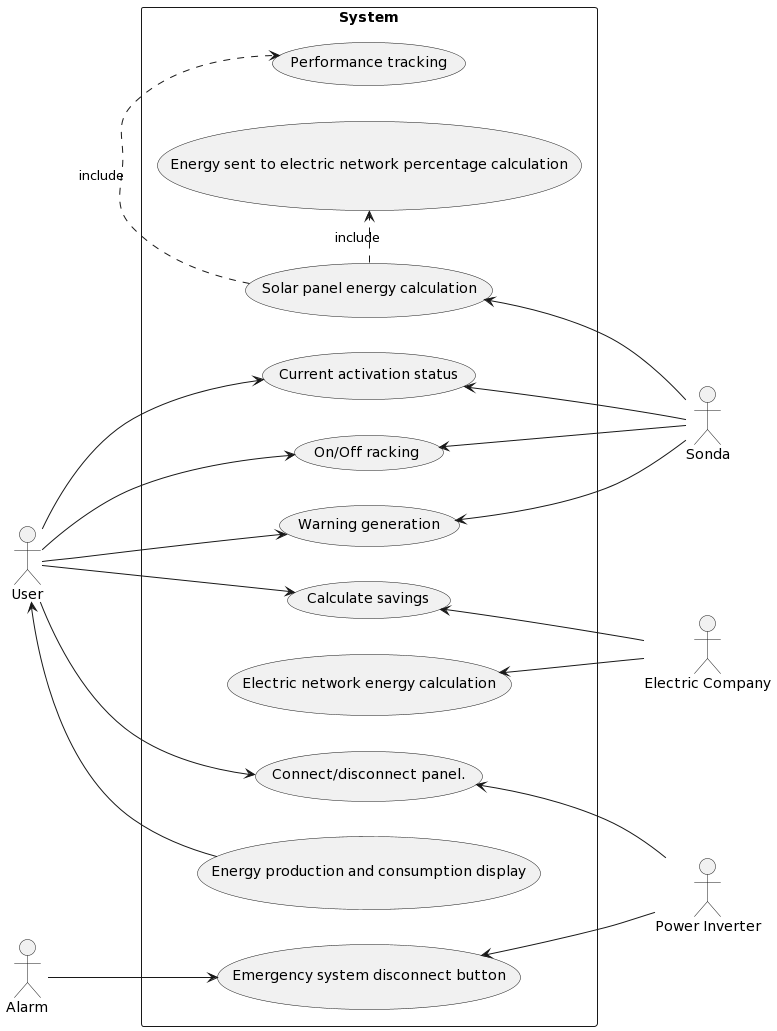 System
Performance tracking
Energy sent to electric network percentage calculation
include
include
Solar panel energy calculation
Current activation status
On/Off racking
Sonda
Warning generation
User
Calculate savings
Electric network energy calculation
Electric Company
Connect/disconnect panel.
Energy production and consumption display
Power Inverter
Emergency system disconnect button
Alarm